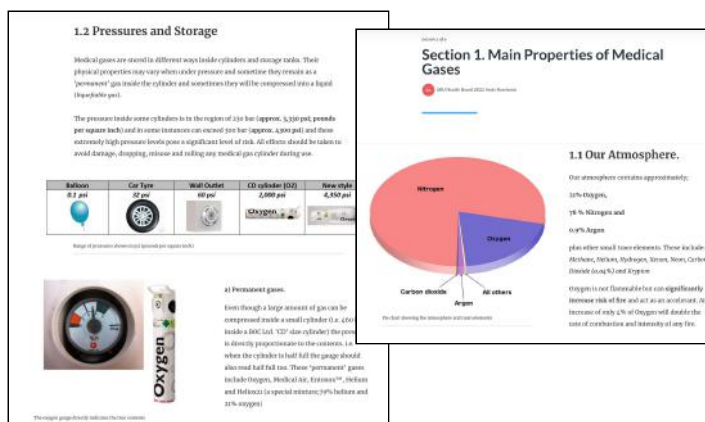 1.2 Pressures and Storage
Medical gases are stored in different ways inside cylinders and storage tanks. Their
physical properties may vary when under pressure and sometime they remain as a
'permanent' gas inside the cylinder and sometimes they will be compressed into a liquid
(liquefiable gas).
The pressure inside some cylinders is in the region of 230 bar (approx. 3,350 psi, pounds
per square inch) and in some instances can exceed 300 bar (approx. 4,500 psi) and these
extremely high pressure levels pose a significant level of risk. All efforts should be taken to
avoid damage, dropping, misuse and rolling any medical gas cylinder during use.
Balloon Car Tyre Wall Outlet CD cylinder (O2) New style
0.1 psi 32 psi 60 psi 2,000 psi 4,350 psi
Oxygen
Range of pressures shown in psi (pounds per square inch)
a) Permanent gases.
Even though a large amount of gas can be
compressed inside a small cylinder (i.e. 460
inside a BOC Ltd. 'CD' size cylinder) the pres
is directly proportionate to the contents. i.e.
when the cylinder is half full the gauge should
also read half full too. These "permanent" gases
include Oxygen, Medical Air, Entonox™, Helium
and Heliox21 (a special mixture; 79% helium and
21% oxygen)
Oxygen
The oxygen gauge directly indicates the true contents
Section 1. Main Properties of Medical
Gases
1.1 Our Atmosphere.
Our atmosphere contains approximately;
21% Oxygen,
78 % Nitrogen and
0.9% Argon
plus other small trace elements. These include:
Methane, Helium, Hydrogen, Xenon, Neon, Carbon
Dioxide (0.04%) and Krypton
Oxygen is not flammable but can significantly
increase risk of fire and act as an accelerant. An
increase of only 4% of Oxygen will double the
rate of combustion and intensity of any fire.
Nitrogen
Oxygen
Carbon dioxide
All others
Argon
Pie chart showing the atmosphere and trace elements